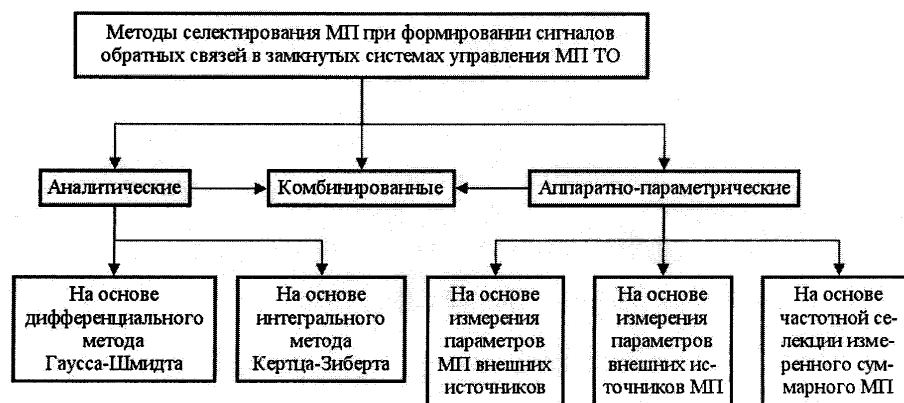 Методы селектирования МП при формировании сигналов
обратных связей в замкнутых системах управления МП ТО
Аналитические
Комбинированные
Аппаратно-параметрические
На основе
дифференциального
метода
Гаусса-Шмидта
На основе
интегрального
метода
Кертца-Зиберта
На основе
измерения
параметров
МП внешних
источников
На основе
измерения
параметров
внешних ис-
точников МП
На основе
частотной се-
лекции изме-
ренного сум-
марного МП